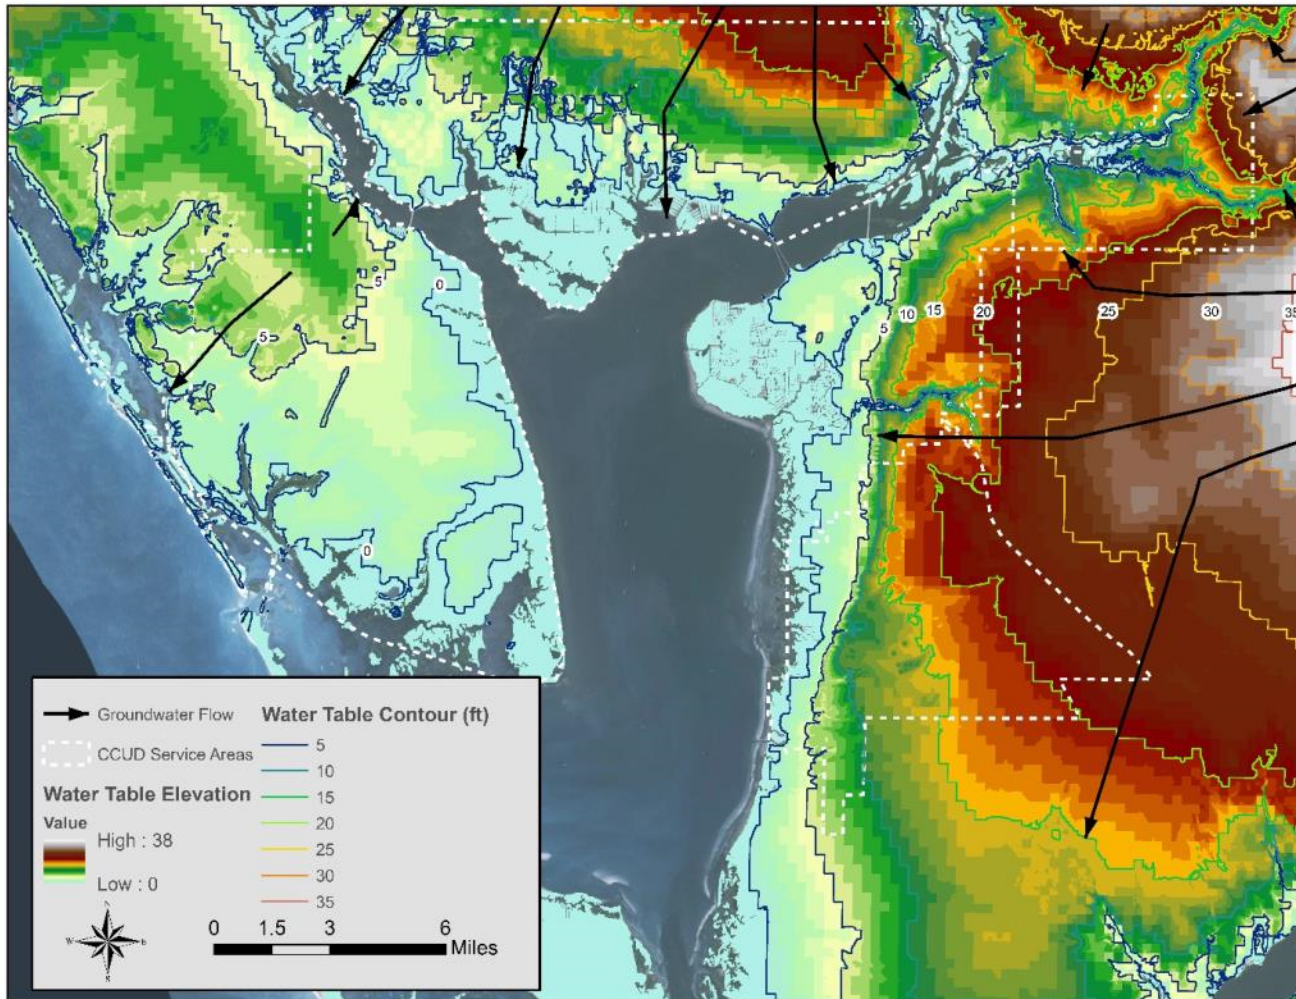 5
0
5
5
10
15
20
25
30
35
0
Groundwater Flow
CCUD Service Areas
Water Table Elevation
Value
High : 38
Low : 0
Water Table Contour (ft)
5
10
15
20
25
30
35
N
W
E
S
0 1.5 3 6
Miles